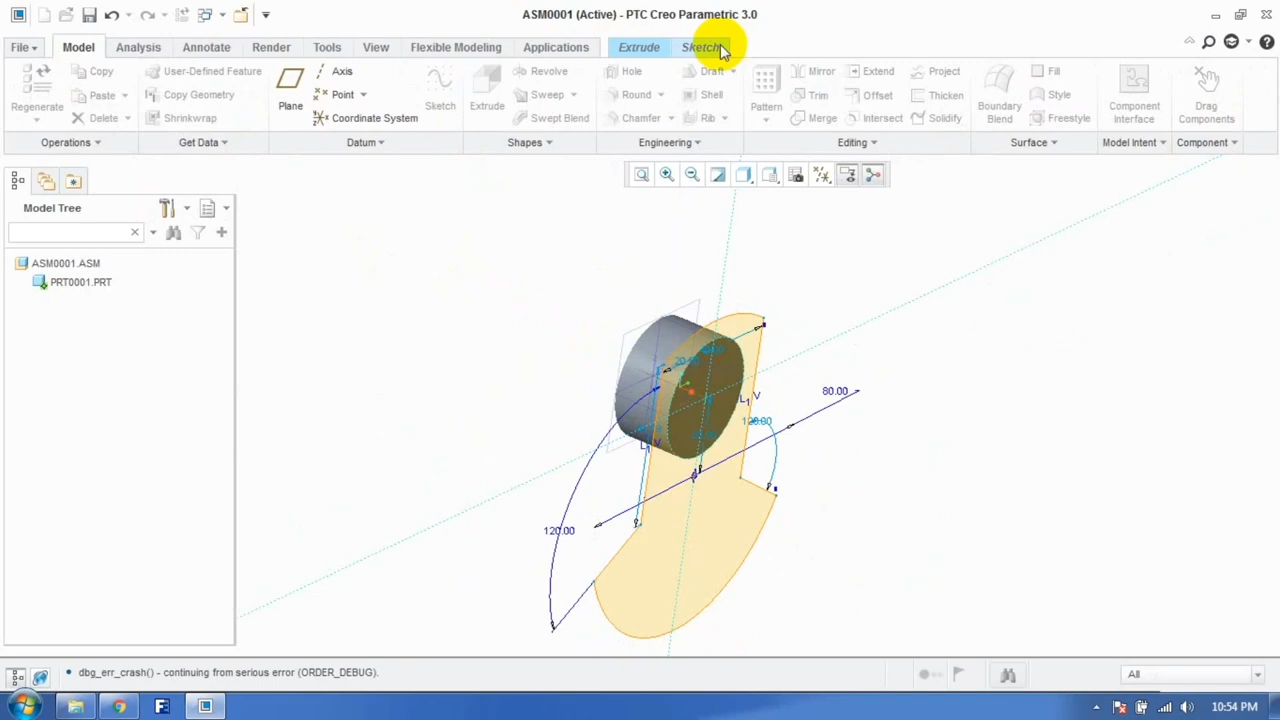 ASM0001 (Active) - PTC Creo Parametric 3.0
File Model Analysis Annotate Render Tools View Flexible Modeling Applications Extrude Sketch
Regenerate
Copy
Paste
Delete
Operations
User-Defined Feature
Copy Geometry
Shrinkwrap
Get Data
Plane
Axis
Point
Coordinate System
Datum
Sketch
Extrude
Revolve
Sweep
Swept Blend
Shapes
Hole
Round
Chamfer
Draft
Shell
Rib
Engineering
Pattern
Mirror
Trim
Merge
Extend
Offset
Intersect
Project
Thicken
Solidify
Editing
Boundary
Blend
Fill
Style
Freestyle
Surface
Component
Interface
Model Intent
Drag
Components
Component
Model Tree
ASM0001.ASM
PRT0001.PRT
80.00
L1 V
120.00
L1 V
120.00
dbg_err_crash() - continuing from serious error (ORDER_DEBUG).
All
10:54 PM